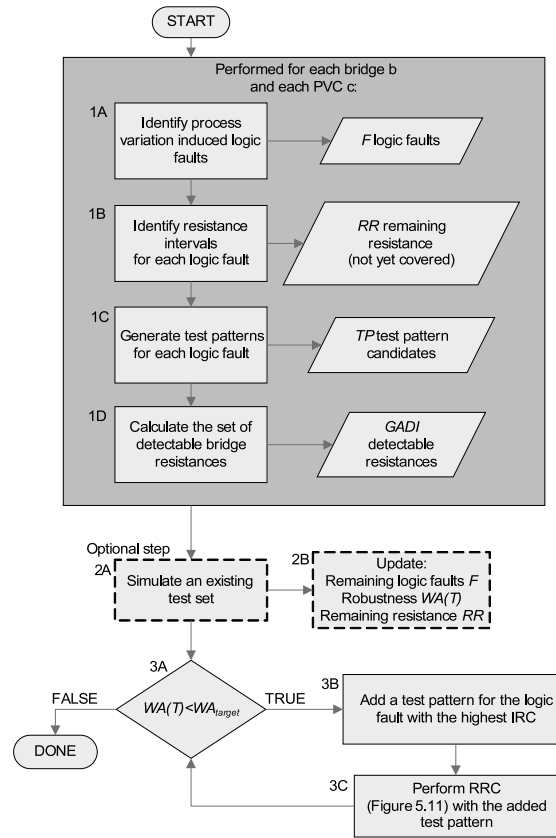 START
Performed for each bridge b
and each PVC c:
1A
Identify process
variation induced logic
faults
F logic faults
1B
Identify resistance
intervals
for each logic fault
RR remaining
resistance
(not yet covered)
1C
Generate test patterns
for each logic fault
TP test pattern
candidates
1D
Calculate the set of
detectable bridge
resistances
GADI
detectable
resistances
Optional step
2A
Simulate an existing
test set
2B
Update:
Remaining logic faults F
Robustness WA(T)
Remaining resistance RR
3A
WA(T)<WAtarget
FALSE
TRUE
DONE
3B
Add a test pattern for the logic
fault with the highest IRC
3C
Perform RRC
(Figure 5.11) with the added
test pattern